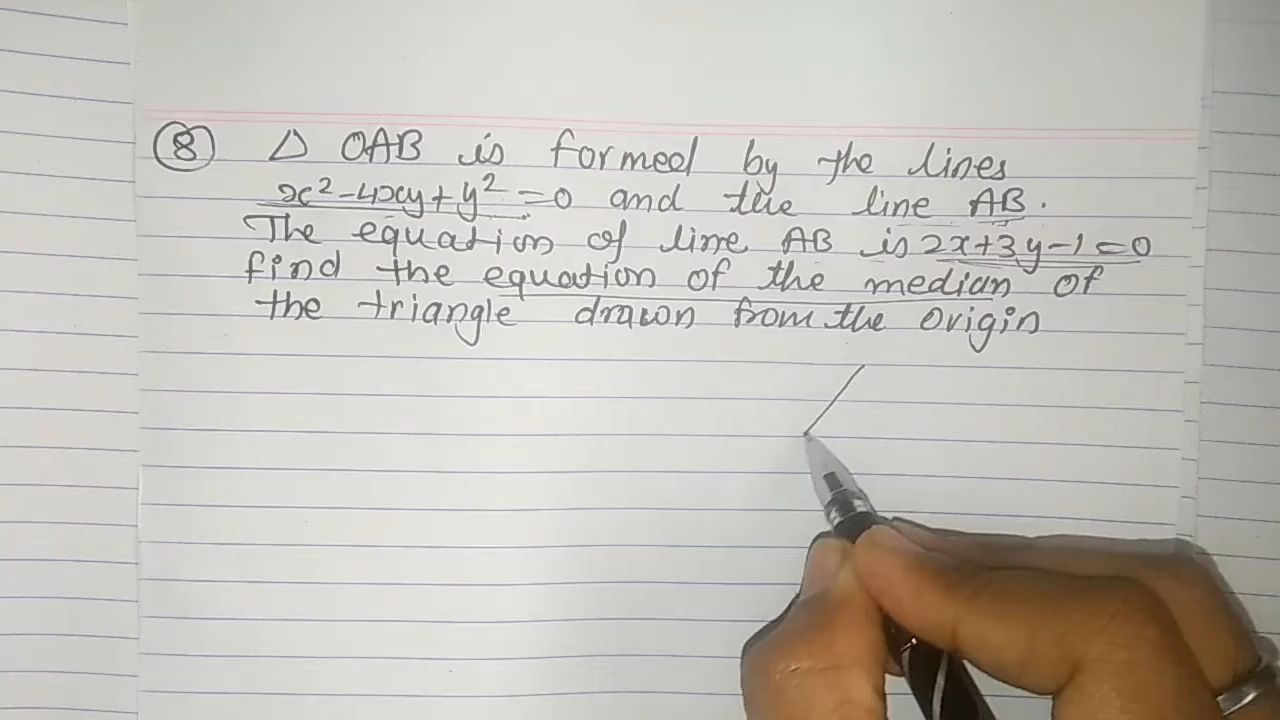 ⑧ △ OAB is formed by the lines
x²-4xy+y²=0 and the line AB.
The equation of line AB is 2x+3y-1=0
find the equation of the median of
the triangle drawn from the origin